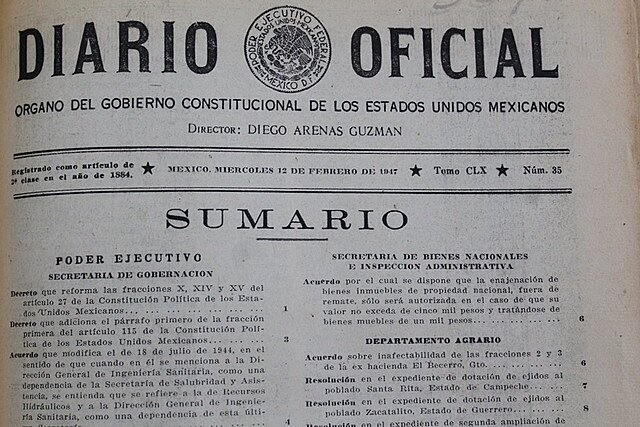 DIARIO OFICIAL
PODER EJECUTIVO FEDERAL
ESTADOS UNIDOS MEXICANOS
MEXICO D.F.
ORGANO DEL GOBIERNO CONSTITUCIONAL DE LOS ESTADOS UNIDOS MEXICANOS
DIRECTOR: DIEGO ARENAS GUZMAN
Registrado como artículo de
2ª clase en el año de 1884.
MEXICO, MIERCOLES 12 DE FEBRERO DE 1947
Tomo CLX
Núm. 35
SUMARIO
PODER EJECUTIVO
SECRETARIA DE GOBERNACION
Decreto que reforma las fracciones X, XIV y XV del
artículo 27 de la Constitución Política de los Esta-
dos Unidos Mexicanos... 1
Decreto que adiciona el párrafo primero de la fracción
primera del artículo 115 de la Constitución Polí-
tica de los Estados Unidos Mexicanos... 3
Acuerdo que modifica el de 18 de julio de 1944, en el
sentido de que cuando en él se menciona a la Di-
rección General de Ingeniería Sanitaria, como una
dependencia de la Secretaría de Salubridad y Asis-
tencia, se entienda que se refiere a la de Recursos
Hidráulicos y a la Dirección General de Ingenie-
ría Sanitaria, como una dependencia de esta últi-
4
SECRETARIA DE BIENES NACIONALES
E INSPECCION ADMINISTRATIVA
Acuerdo por el cual se dispone que la enajenación de
bienes inmuebles de propiedad nacional, fuera de
remate, sólo será autorizada en el caso de que su
valor no exceda de cinco mil pesos y tratándose de
bienes muebles de un mil pesos... 6
DEPARTAMENTO AGRARIO
Acuerdo sobre inafectabilidad de las fracciones 2 y 3
de la ex hacienda El Becerro, Gto... 6
Resolución en el expediente de dotación de ejidos al
poblado Santa Rita, Estado de Campeche... 7
Resolución en el expediente de dotación de ejidos al
poblado Zacatalito, Estado de Guerrero... 8
Resolución en el expediente de segunda ampliación de